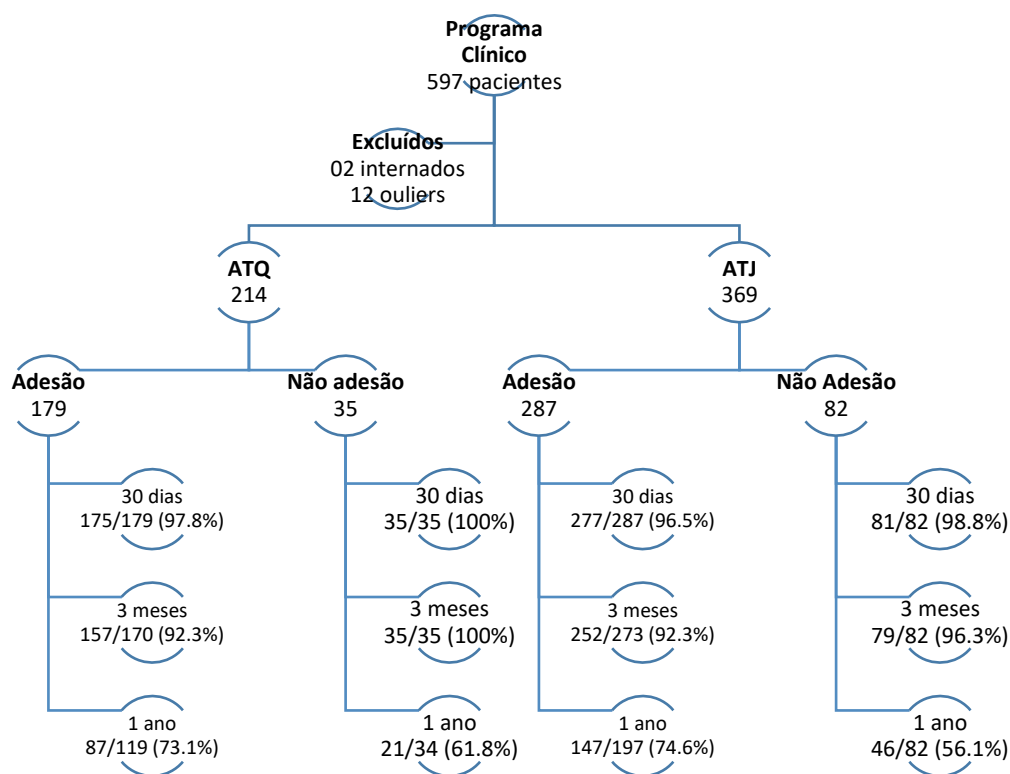 Programa
Clínico
597 pacientes
Excluídos
02 internados
12 ouliers
ATQ
214
ATJ
369
Adesão
179
Não adesão
35
Adesão
287
Não Adesão
82
30 dias
175/179 (97.8%)
30 dias
35/35 (100%)
30 dias
277/287 (96.5%)
30 dias
81/82 (98.8%)
3 meses
157/170 (92.3%)
3 meses
35/35 (100%)
3 meses
252/273 (92.3%)
3 meses
79/82 (96.3%)
1 ano
87/119 (73.1%)
1 ano
21/34 (61.8%)
1 ano
147/197 (74.6%)
1 ano
46/82 (56.1%)